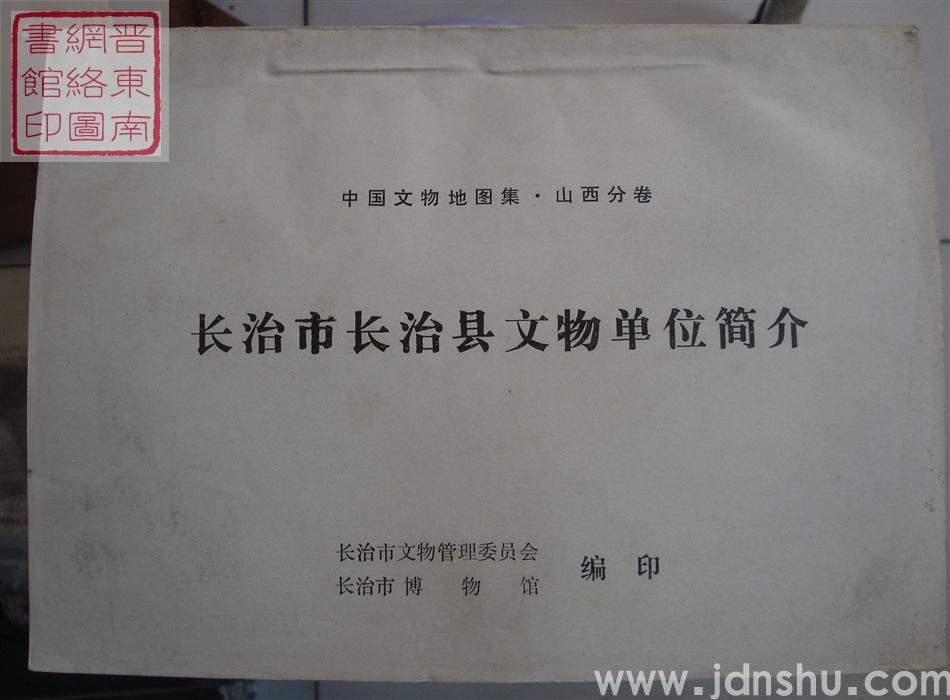 晋東南
網絡圖
書館印
中国文物地图集·山西分卷
长治市长治县文物单位简介
长治市文物管理委员会
长治市博物馆
编印
www.jdnshu.com